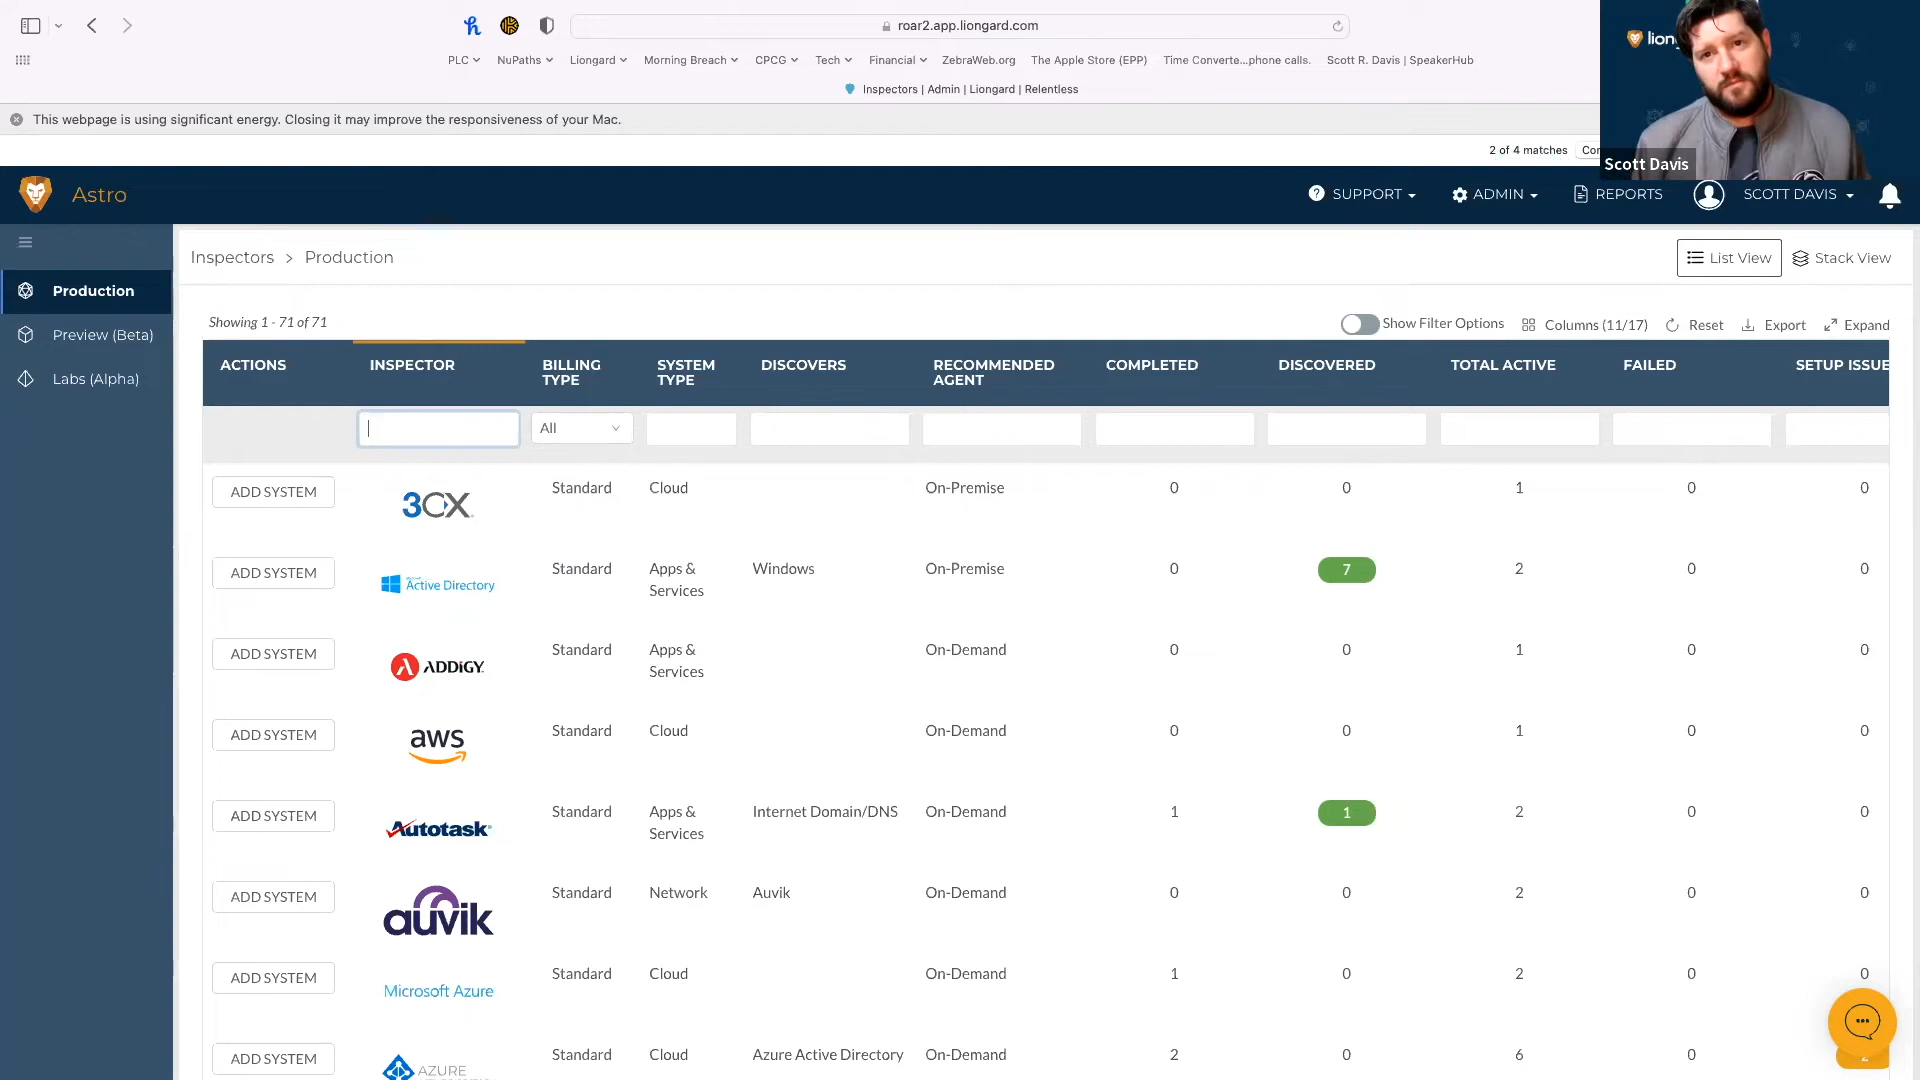 roar2.app.liongard.com
PLC NuPaths Liongard Morning Breach CPCG Tech Financial ZebraWeb.org The Apple Store (EPP) Time Converte...phone calls. Scott R. Davis | SpeakerHub
Inspectors | Admin | Liongard | Relentless
This webpage is using significant energy. Closing it may improve the responsiveness of your Mac.
2 of 4 matches
Scott Davis
Astro
SUPPORT ADMIN REPORTS SCOTT DAVIS
Inspectors > Production
List View Stack View
Production
Preview (Beta)
Labs (Alpha)
Showing 1 - 71 of 71
Show Filter Options Columns (11/17) Reset Export Expand
ACTIONS INSPECTOR BILLING TYPE SYSTEM TYPE DISCOVERS RECOMMENDED AGENT COMPLETED DISCOVERED TOTAL ACTIVE FAILED SETUP ISSUE
All
ADD SYSTEM 3CX Standard Cloud On-Premise 0 0 1 0 0
ADD SYSTEM Active Directory Standard Apps & Services Windows On-Premise 0 7 2 0 0
ADD SYSTEM ADDIGY Standard Apps & Services On-Demand 0 0 1 0 0
ADD SYSTEM aws Standard Cloud On-Demand 0 0 1 0 0
ADD SYSTEM Autotask Standard Apps & Services Internet Domain/DNS On-Demand 1 1 2 0 0
ADD SYSTEM auvik Standard Network Auvik On-Demand 0 0 2 0 0
ADD SYSTEM Microsoft Azure Standard Cloud On-Demand 1 0 2 0 0
ADD SYSTEM AZURE Standard Cloud Azure Active Directory On-Demand 2 0 6 0